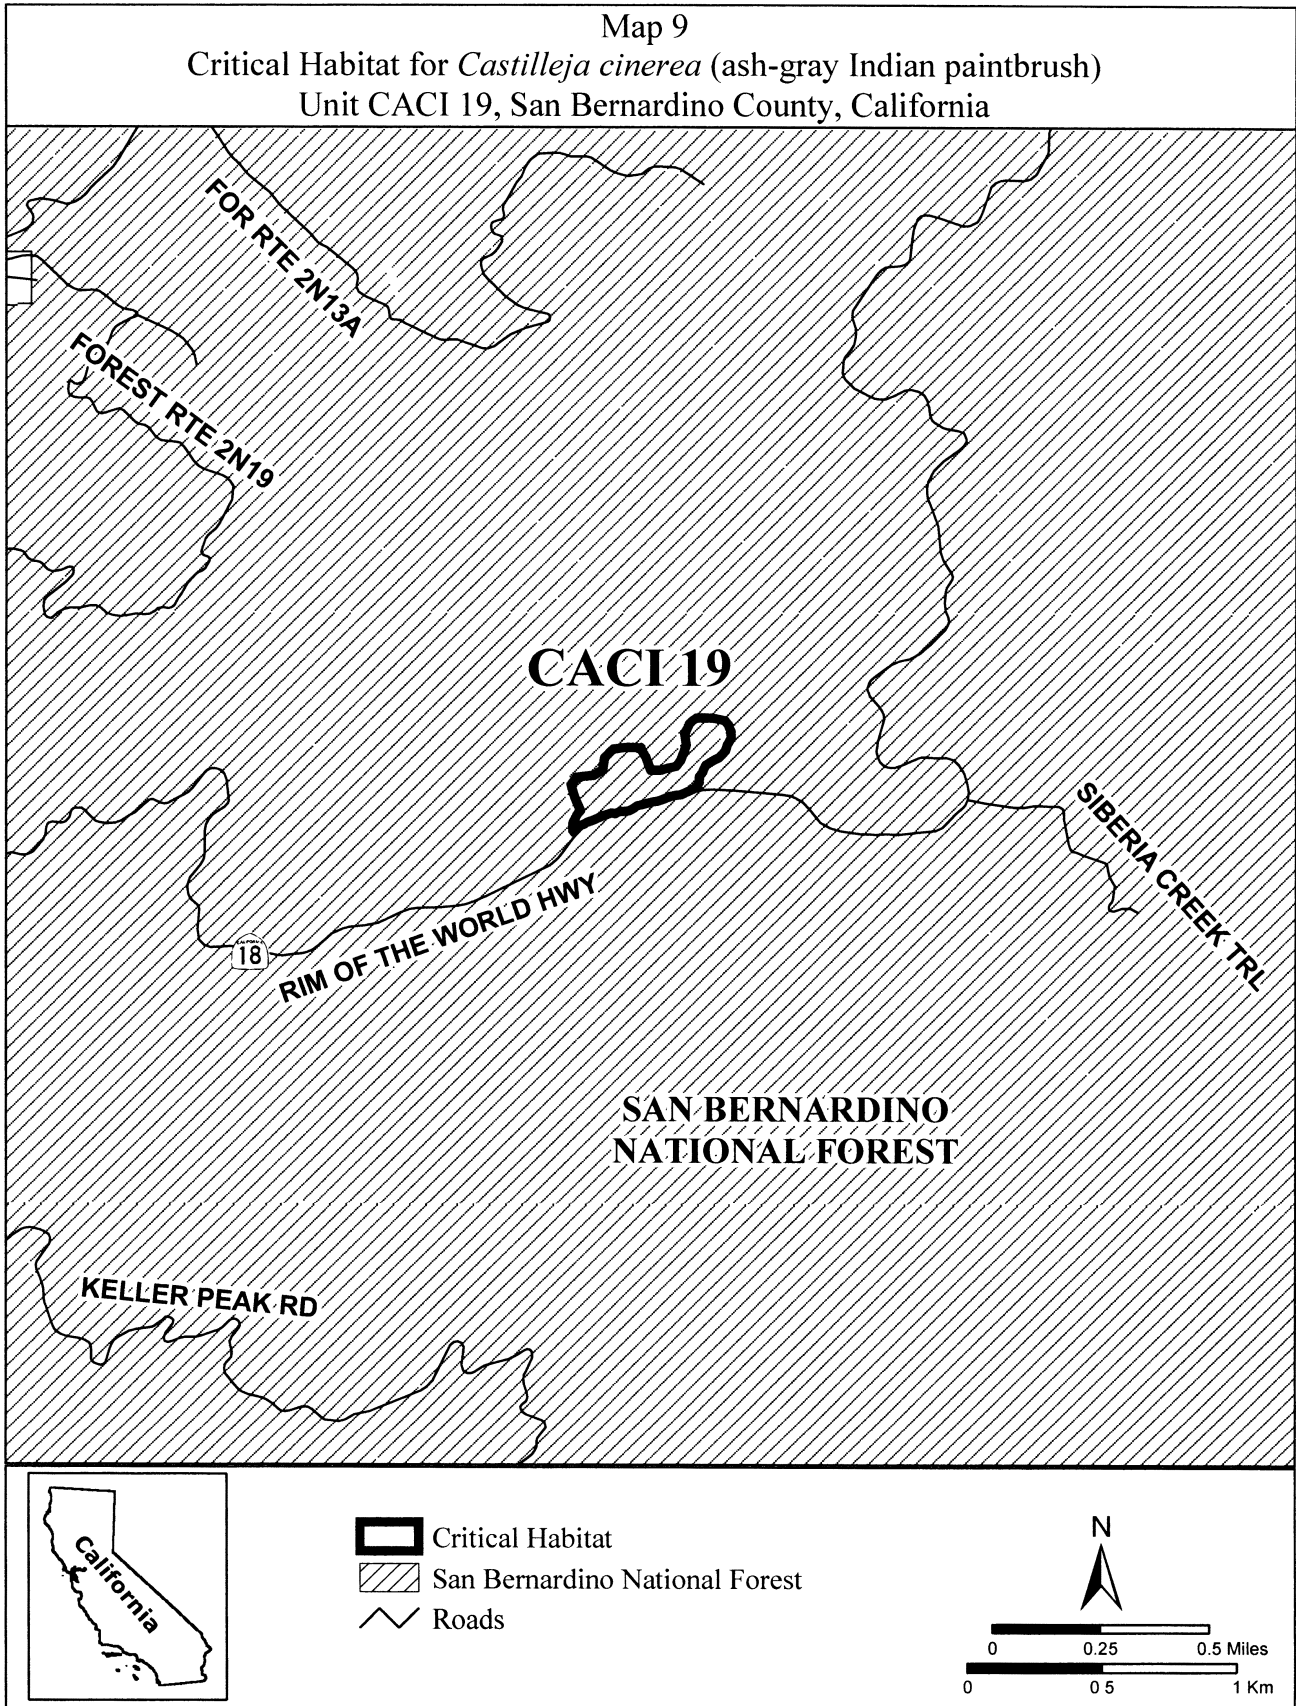 Map 9
Critical Habitat for Castilleja cinerea (ash-gray Indian paintbrush)
Unit CACI 19, San Bernardino County, California
FOR RTE 2N13A
FOREST RTE 2N19
CACI 19
SIBERIA CREEK TRL
RIM OF THE WORLD HWY
18
SAN BERNARDINO
NATIONAL FOREST
KELLER PEAK RD
California
Critical Habitat
San Bernardino National Forest
Roads
N
0 0.25 0.5 Miles
0 0 5 1 Km